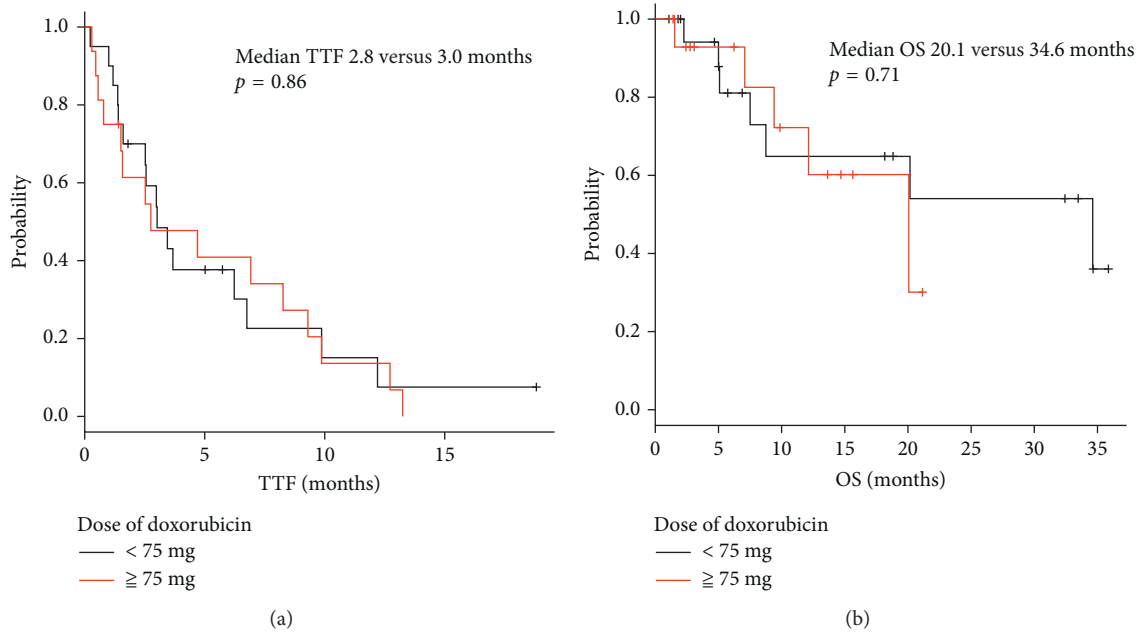 Median TTF 2.8 versus 3.0 months
p = 0.86
Probability
1.0
0.8
0.6
0.4
0.2
0.0
0
5
10
15
TTF (months)
Dose of doxorubicin
< 75 mg
≧ 75 mg
(a)
Median OS 20.1 versus 34.6 months
p = 0.71
Probability
1.0
0.8
0.6
0.4
0.2
0.0
0
5
10
15
20
25
30
35
OS (months)
Dose of doxorubicin
< 75 mg
≧ 75 mg
(b)